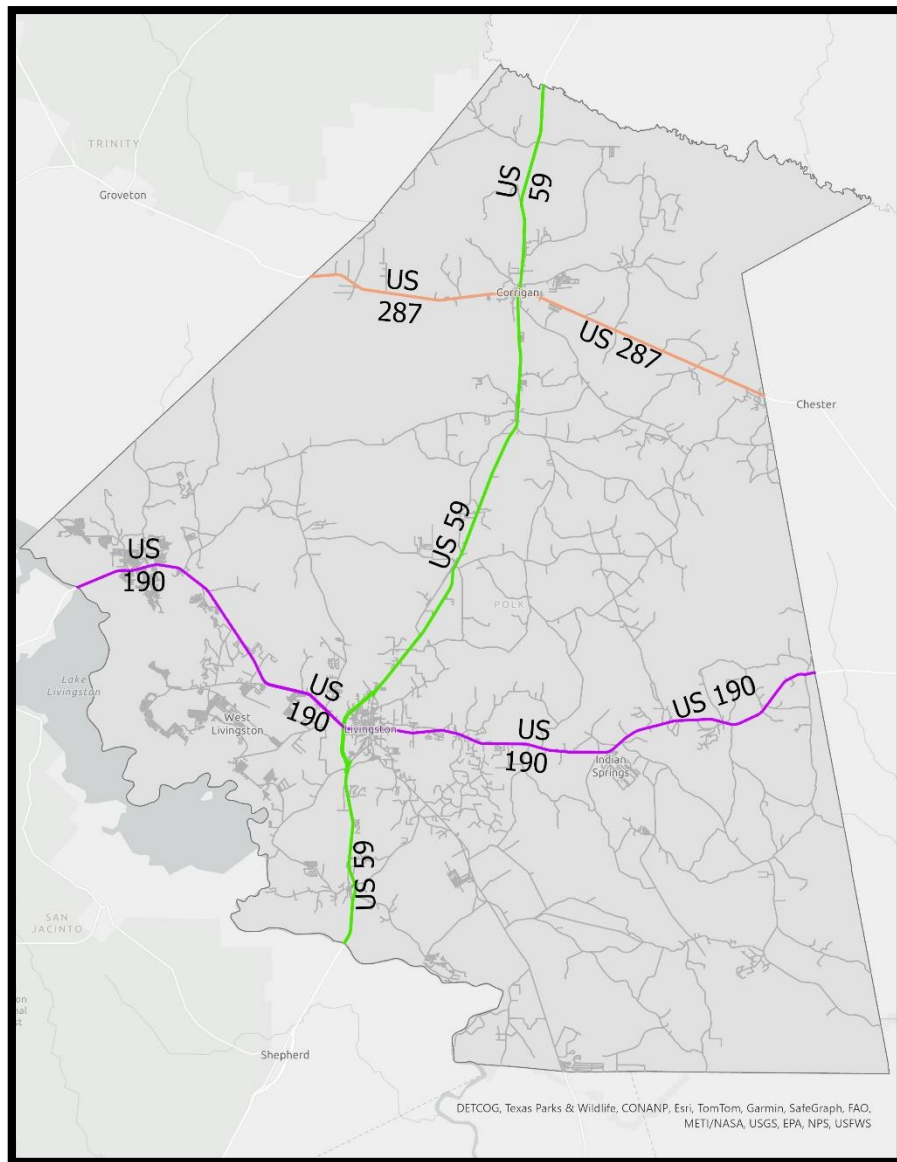 TRINITY
Groveton
US
59
Corrigan
US
287
US 287
Chester
US 59
US
190
POLK
Lake
Livingston
US
190
West
Livingston
Livingston
US 190
US
190
Indian
Springs
US 59
SAN
JACINTO
Shepherd
DETCOG, Texas Parks & Wildlife, CONANP, Esri, TomTom, Garmin, SafeGraph, FAO,
METI/NASA, USGS, EPA, NPS, USFWS